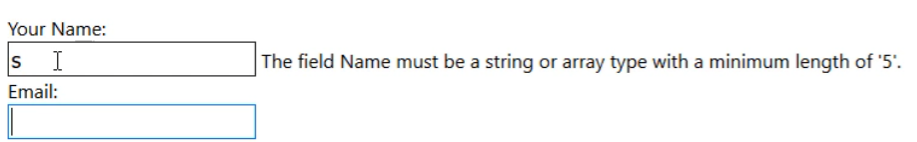 Your Name:
s The field Name must be a string or array type with a minimum length of '5'.
Email: